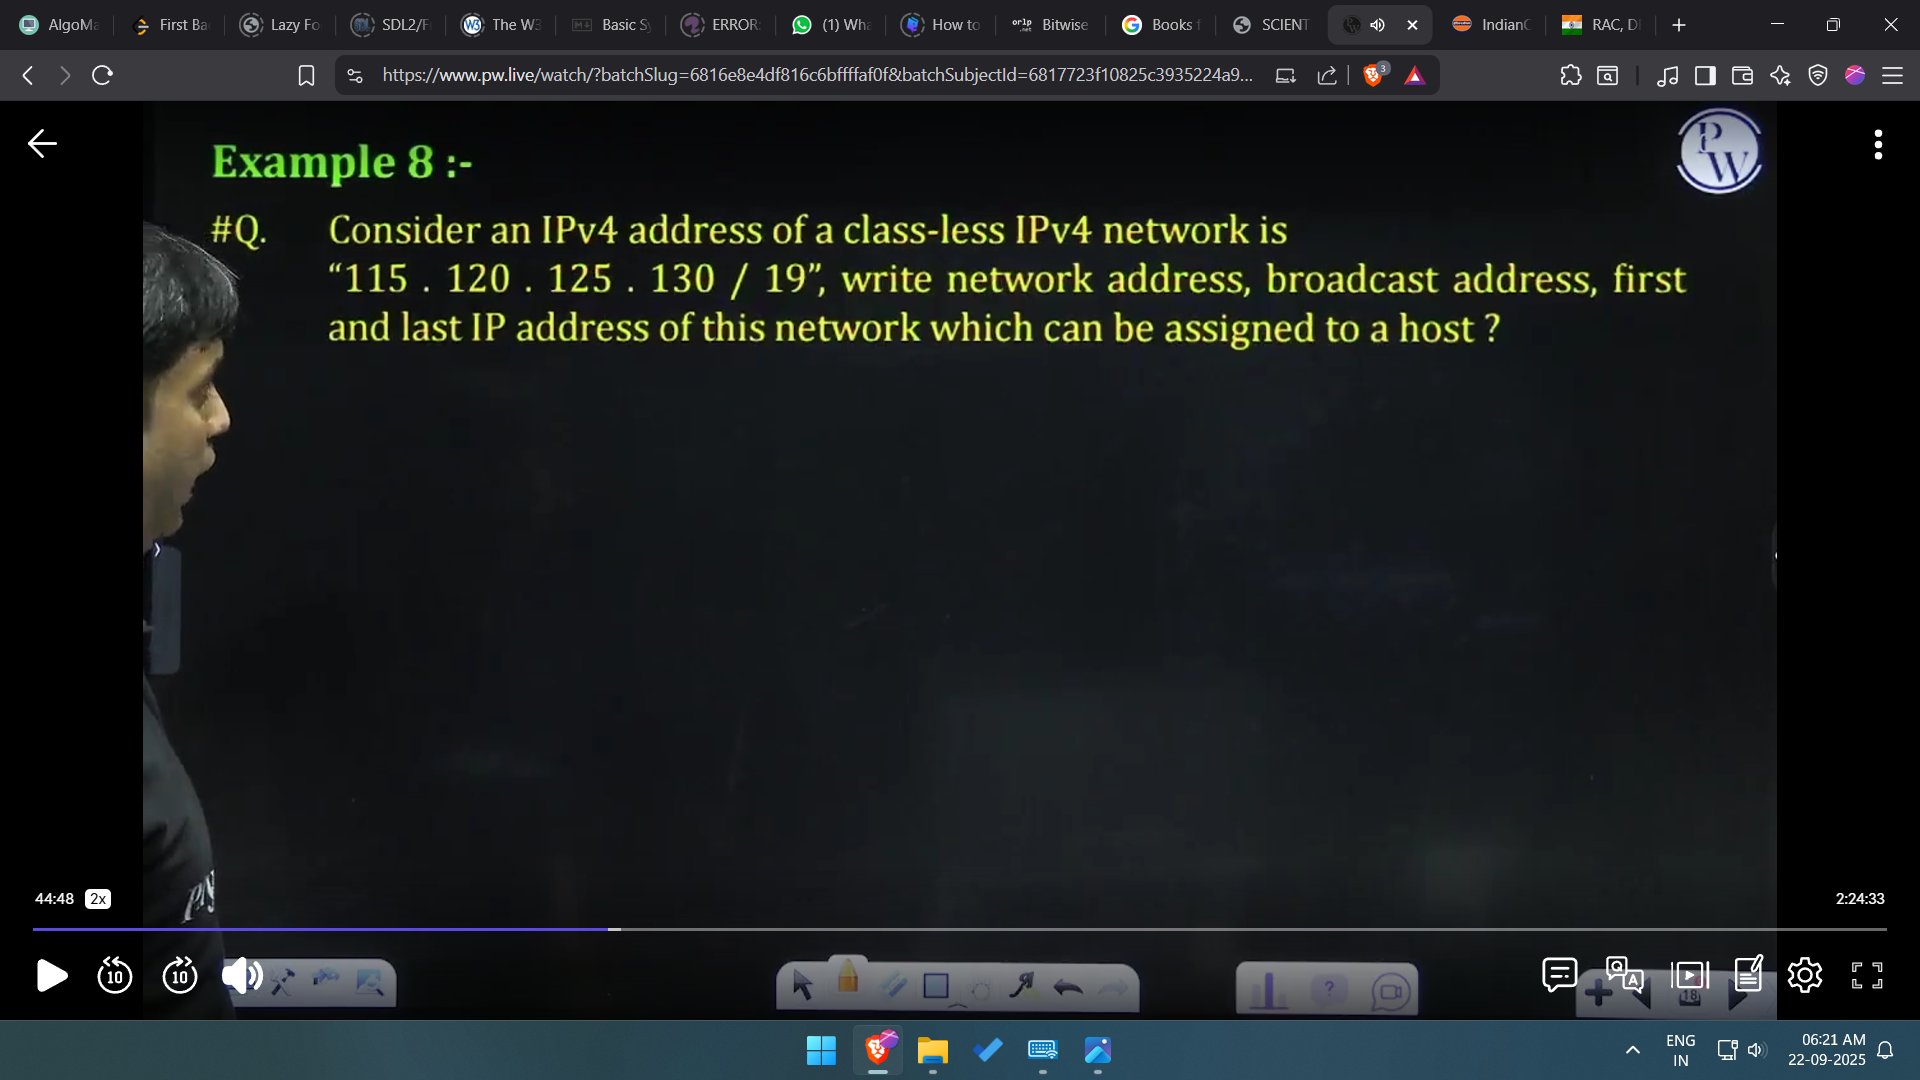 AlgoMa
First Ba
Lazy Fo
SDL2/F
The W3
Basic Sy
ERROR:
(1) Wha
How to
Bitwise
Books f
SCIENT
IndianO
RAC, D
https://www.pw.live/watch/?batchSlug=6816e8e4df816c6bffffaf0f&batchSubjectId=6817723f10825c3935224a9...
3
Example 8 :-
PW
#Q. Consider an IPv4 address of a class-less IPv4 network is
“115 . 120 . 125 . 130 / 19”, write network address, broadcast address, first
and last IP address of this network which can be assigned to a host ?
44:48 2x
2:24:33
10
10
18
ENG
IN
06:21 AM
22-09-2025